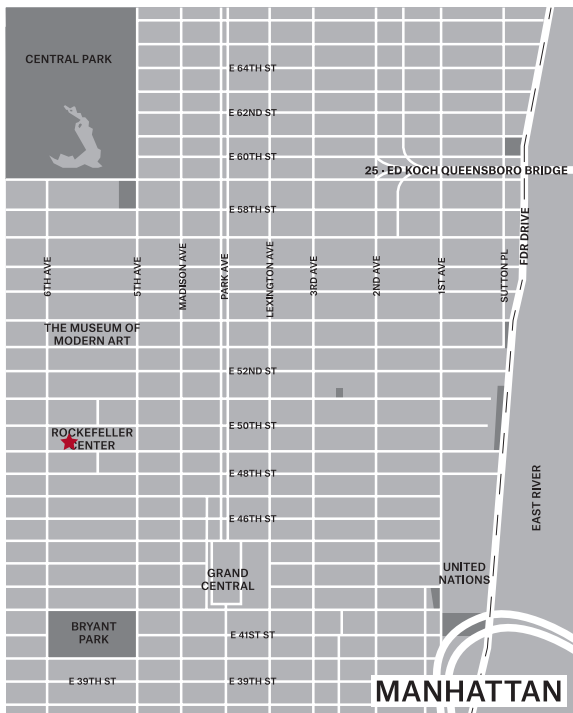 CENTRAL PARK
E 64TH ST
E 62ND ST
E 60TH ST
25 • ED KOCH QUEENSBORO BRIDGE
E 58TH ST
6TH AVE
5TH AVE
MADISON AVE
PARK AVE
LEXINGTON AVE
3RD AVE
2ND AVE
1ST AVE
SUTTON PL
FDR DRIVE
THE MUSEUM OF
MODERN ART
E 52ND ST
E 50TH ST
ROCKEFELLER
CENTER
E 48TH ST
EAST RIVER
E 46TH ST
GRAND
CENTRAL
UNITED
NATIONS
BRYANT
PARK
E 41ST ST
E 39TH ST
E 39TH ST
MANHATTAN